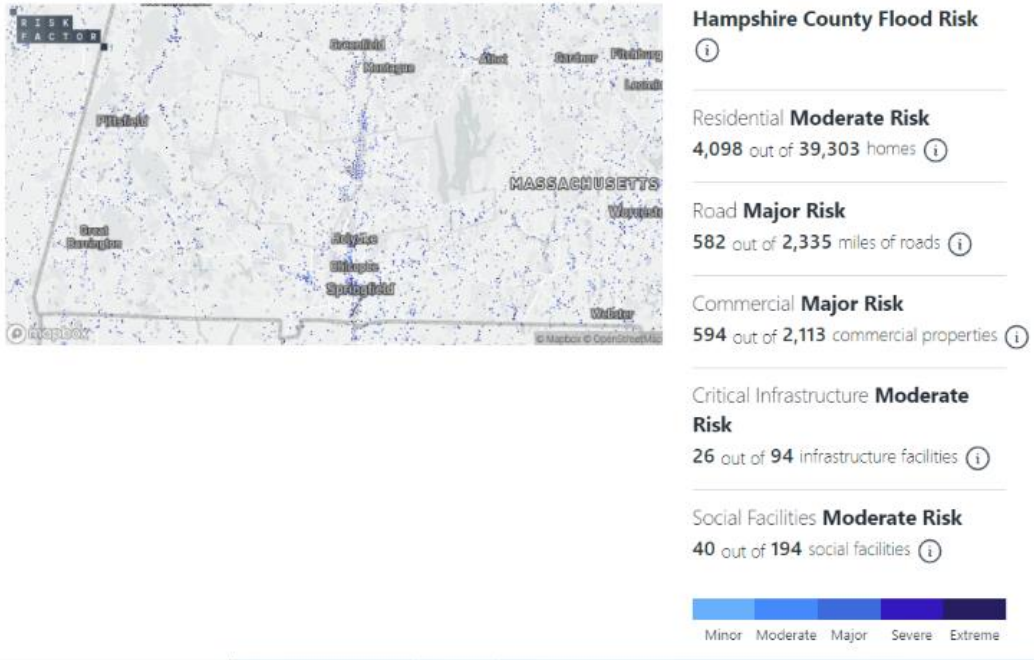 RISK
FACTOR
Greenfield
Montague
Athol
Gardner
Fitchburg
Pittsfield
MASSACHUSETTS
Great
Barrington
Holyoke
Chicopee
Springfield
Webster
mapbox
© Mapbox © OpenStreetMap
Hampshire County Flood Risk
Residential Moderate Risk
4,098 out of 39,303 homes
Road Major Risk
582 out of 2,335 miles of roads
Commercial Major Risk
594 out of 2,113 commercial properties
Critical Infrastructure Moderate
Risk
26 out of 94 infrastructure facilities
Social Facilities Moderate Risk
40 out of 194 social facilities
Minor Moderate Major Severe Extreme